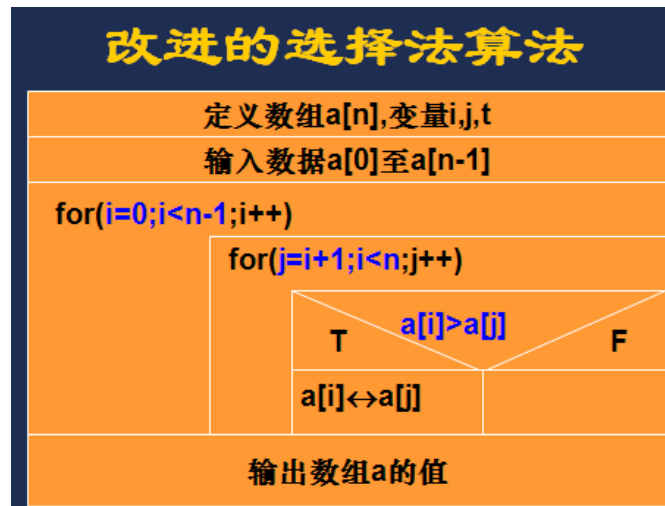 改进的选择法算法
定义数组a[n],变量i,j,t
输入数据a[0]至a[n-1]
for(i=0;i<n-1;i++)
for(j=i+1;i<n;j++)
a[i]>a[j]
T
F
a[i]↔a[j]
输出数组a的值